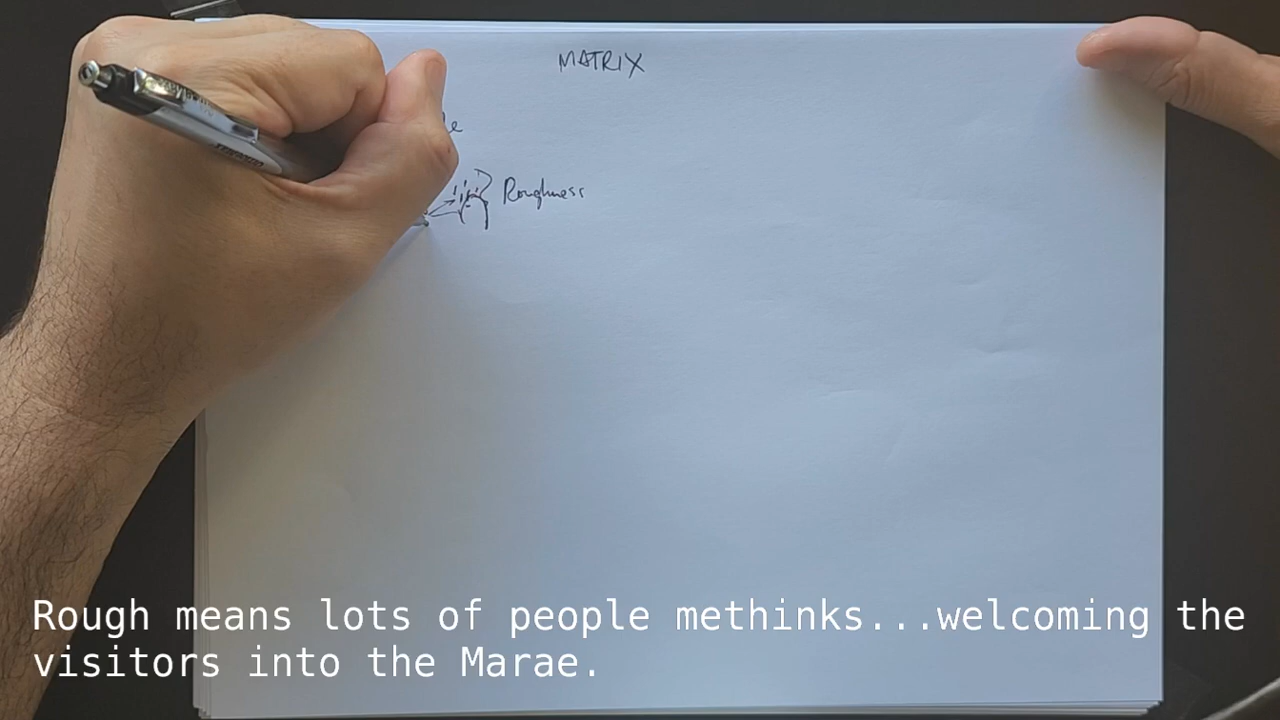 MATRIX
Roughness
Rough means lots of people methinks...welcoming the
visitors into the Marae.